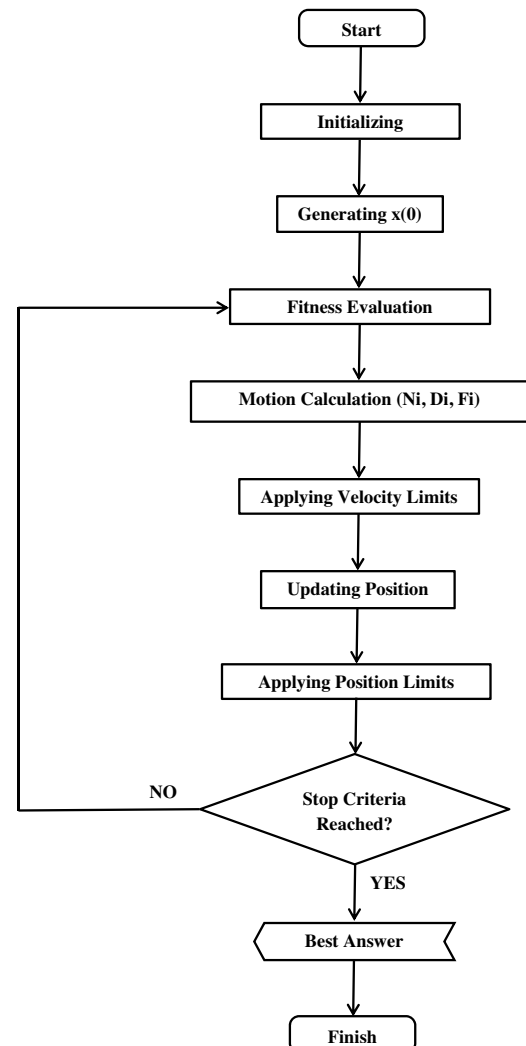 Start
Initializing
Generating x(0)
Fitness Evaluation
Motion Calculation (Ni, Di, Fi)
Applying Velocity Limits
Updating Position
Applying Position Limits
NO
Stop Criteria
Reached?
YES
Best Answer
Finish